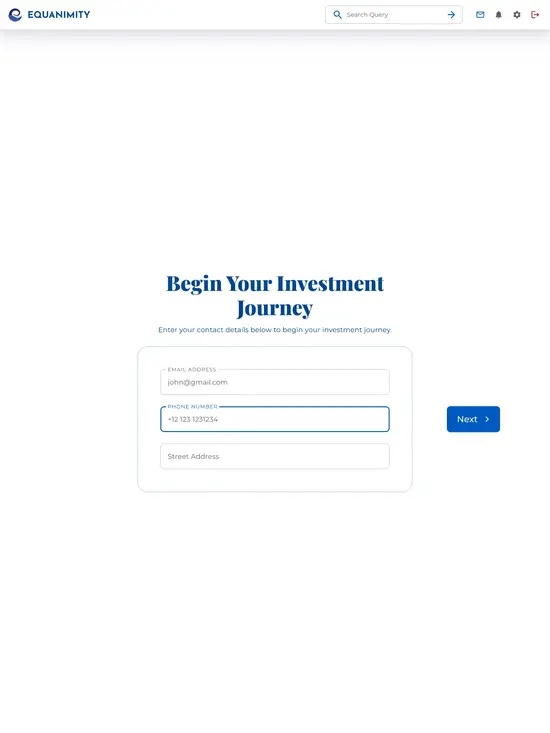 EQUANIMITY
Search Query
Begin Your Investment
Journey
Enter your contact details below to begin your investment journey.
EMAIL ADDRESS
john@gmail.com
PHONE NUMBER
+12 123 1231234
Street Address
Next